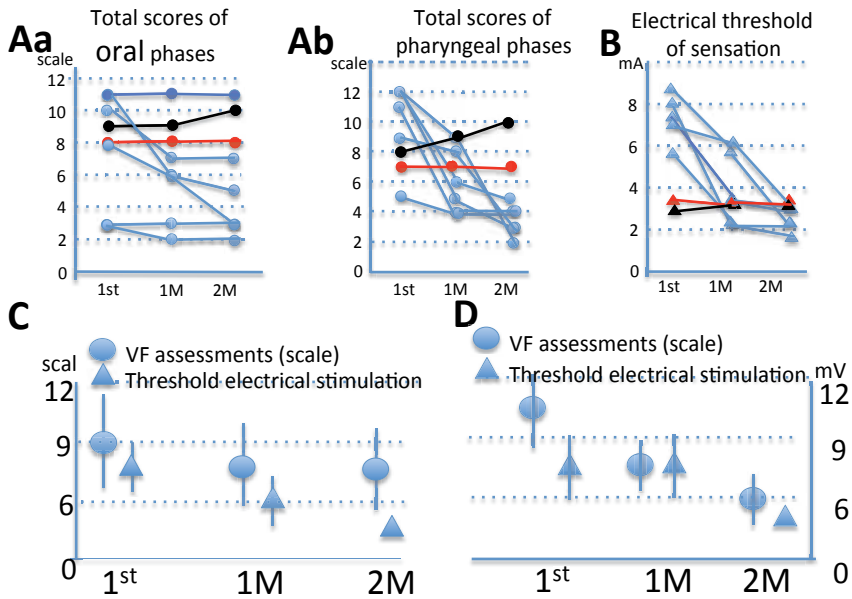 Aa
Total scores of
oral phases
scale
12
10
8
6
4
2
0
1st 1M 2M
Ab
Total scores of
pharyngeal phases
scale
12
10
8
6
4
2
0
1st 1M 2M
B
Electrical threshold
of sensation
mA
8
6
4
2
0
1st 1M 2M
C
VF assessments (scale)
Threshold electrical stimulation
scal
12
9
6
0
1st 1M 2M
D
VF assessments (scale)
Threshold electrical stimulation
mV
12
9
6
0
1st 1M 2M